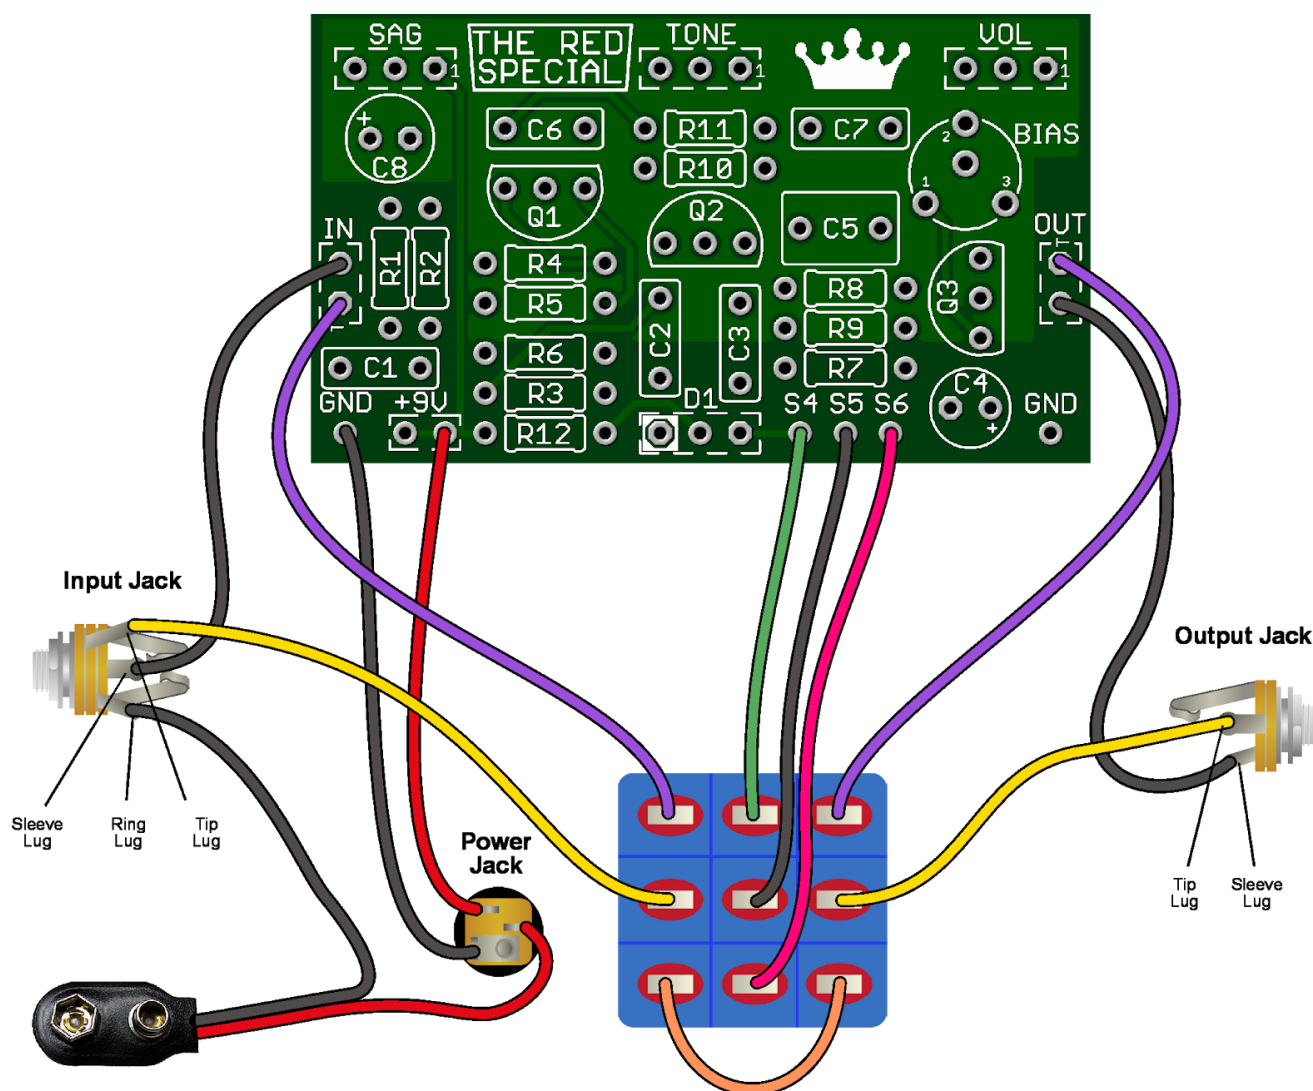 SAG
THE RED
SPECIAL
TONE
VOL
1
1
1
+
C8
C6
R11
R10
C7
2
BIAS
1
3
Q1
Q2
C5
IN
OUT
R1
R2
R4
R5
R6
R3
R12
C2
C3
R8
R9
R7
Q3
C1
GND
+9V
D1
S4
S5
S6
C4
+
GND
Input Jack
Output Jack
Sleeve
Lug
Ring
Lug
Tip
Lug
Power
Jack
Tip
Lug
Sleeve
Lug